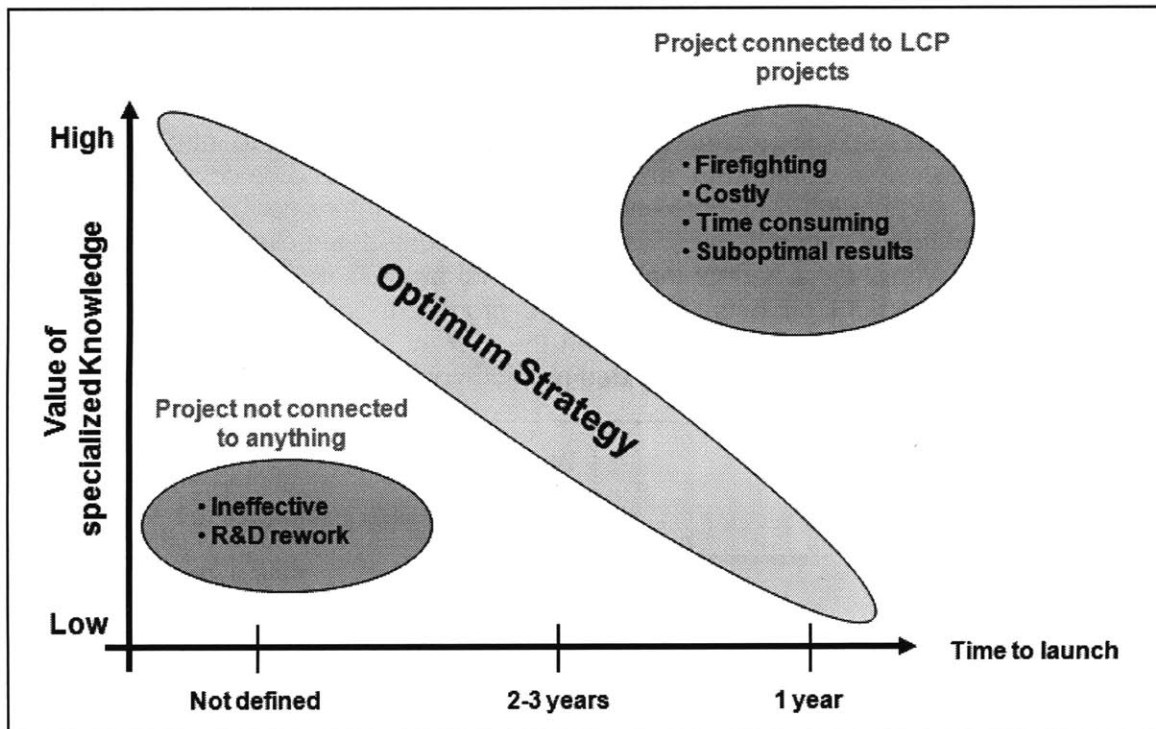 Project connected to LCP
projects
High
• Firefighting
• Costly
• Time consuming
• Suboptimal results
Optimum Strategy
Value of
specialized Knowledge
Project not connected
to anything
• Ineffective
• R&D rework
Low
Time to launch
Not defined
2-3 years
1 year